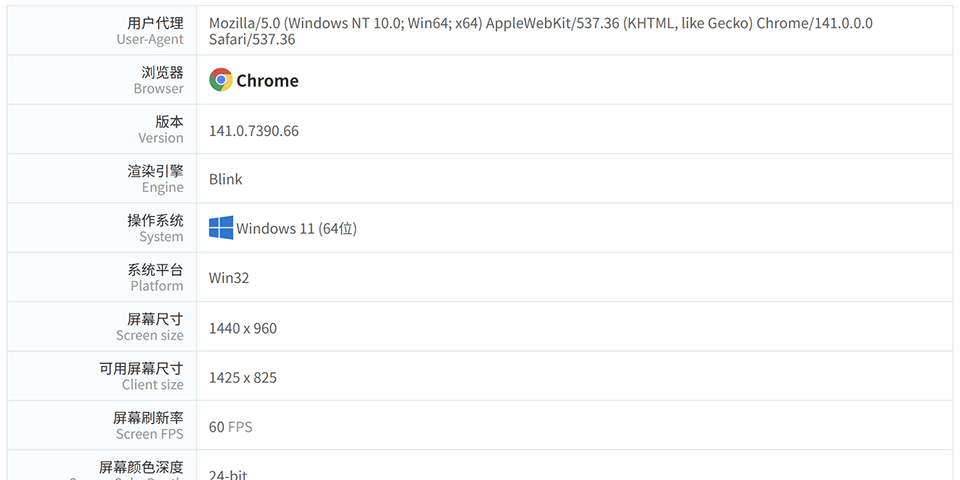 用户代理
User-Agent
Mozilla/5.0 (Windows NT 10.0; Win64; x64) AppleWebKit/537.36 (KHTML, like Gecko) Chrome/141.0.0.0
Safari/537.36
浏览器
Browser
Chrome
版本
Version
141.0.7390.66
渲染引擎
Engine
Blink
操作系统
System
Windows 11 (64位)
系统平台
Platform
Win32
屏幕尺寸
Screen size
1440 x 960
可用屏幕尺寸
Client size
1425 x 825
屏幕刷新率
Screen FPS
60 FPS
屏幕颜色深度
24-bit